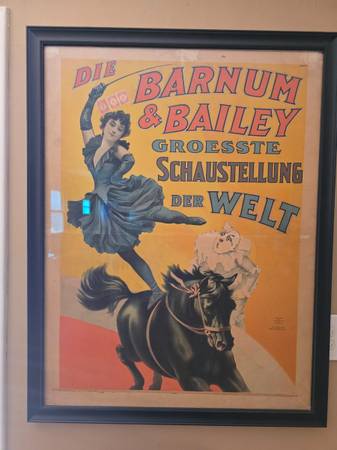 DIE
BARNUM
& BAILEY
GROESSTE
SCHAUSTELLUNG
DER WELT